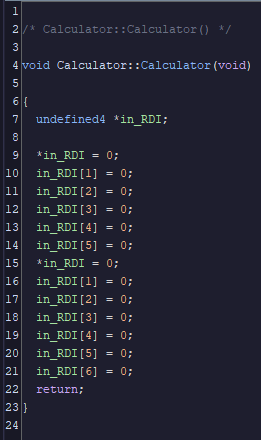 1
2 /* Calculator::Calculator() */
3
4 void Calculator::Calculator(void)
5
6 {
7   undefined4 *in_RDI;
8
9   *in_RDI = 0;
10   in_RDI[1] = 0;
11   in_RDI[2] = 0;
12   in_RDI[3] = 0;
13   in_RDI[4] = 0;
14   in_RDI[5] = 0;
15   *in_RDI = 0;
16   in_RDI[1] = 0;
17   in_RDI[2] = 0;
18   in_RDI[3] = 0;
19   in_RDI[4] = 0;
20   in_RDI[5] = 0;
21   in_RDI[6] = 0;
22   return;
23 }
24